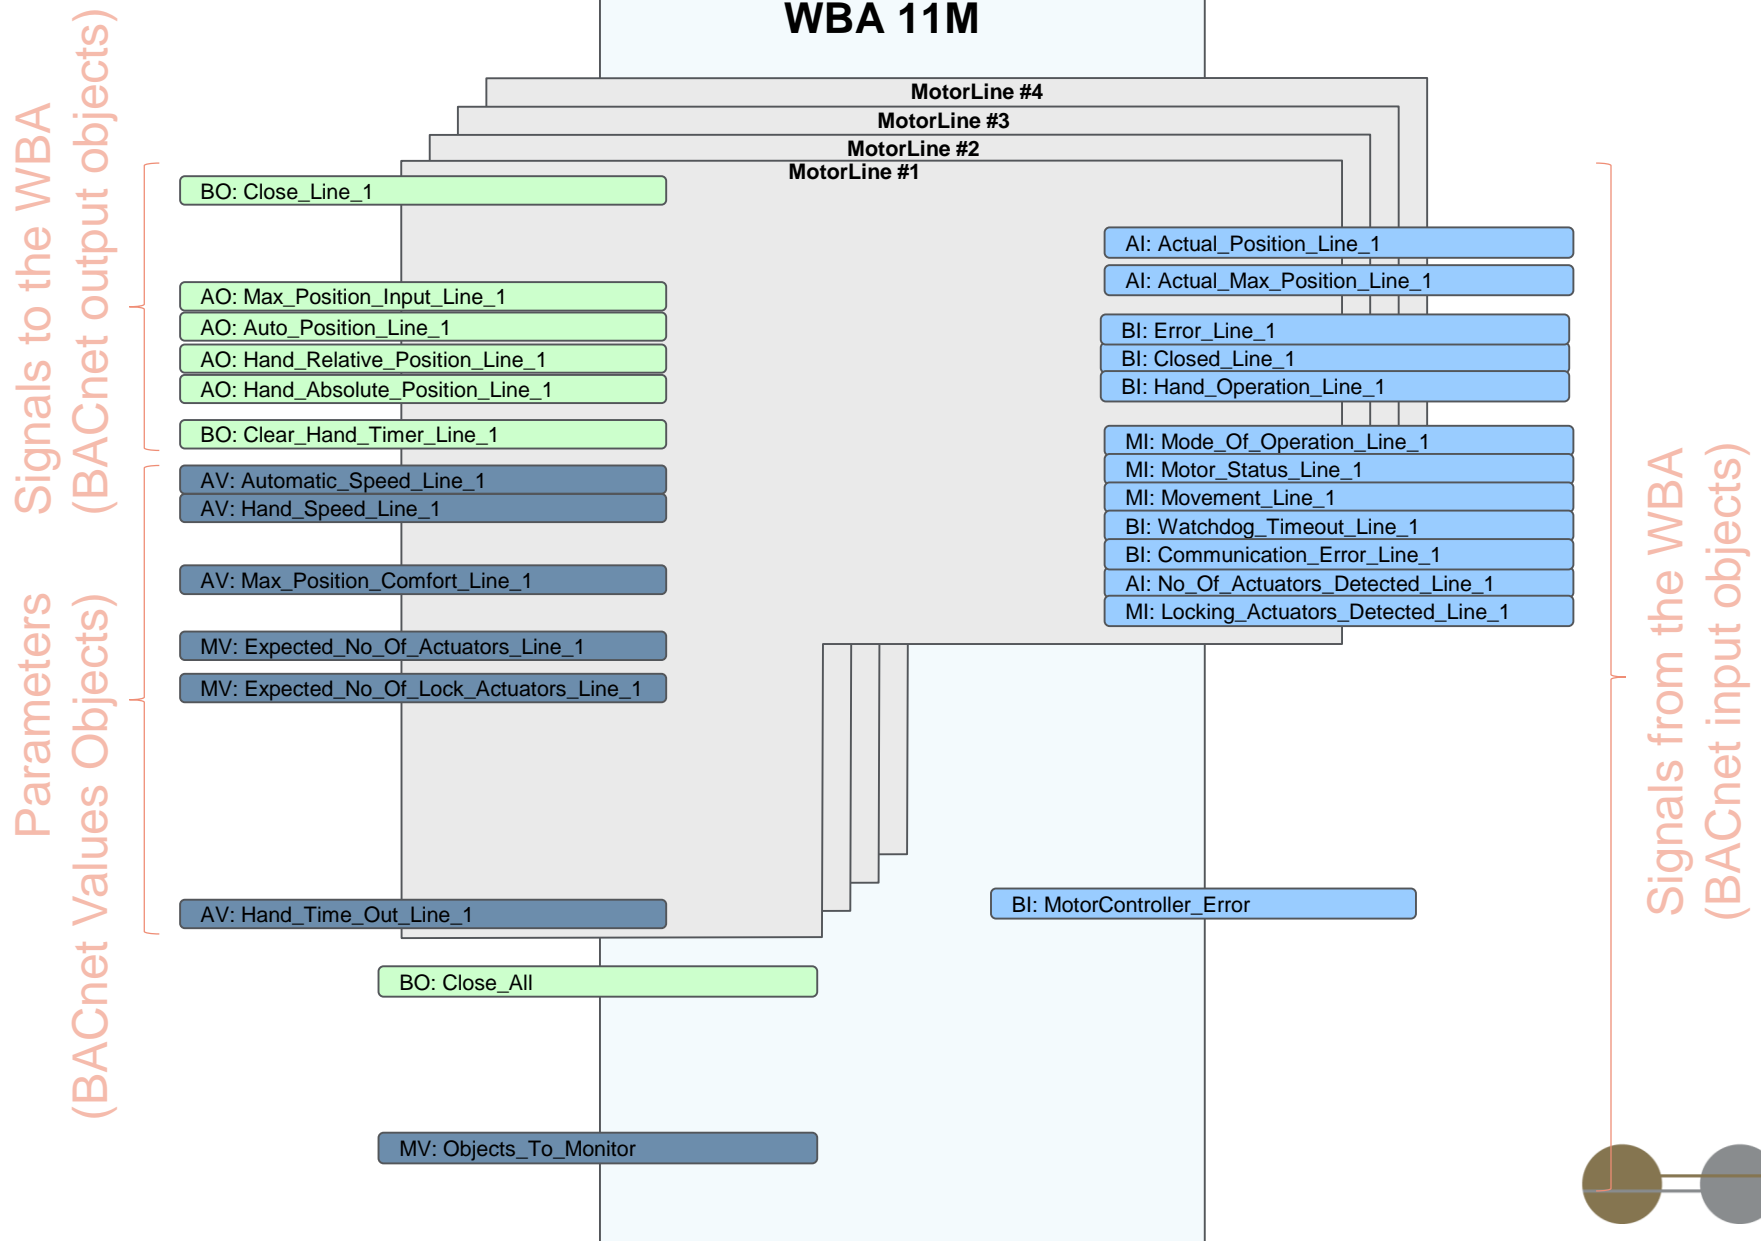 WBA 11M
MotorLine #4
MotorLine #3
MotorLine #2
MotorLine #1
Signals to the WBA
(BACnet output objects)
BO: Close_Line_1
AO: Max_Position_Input_Line_1
AO: Auto_Position_Line_1
AO: Hand_Relative_Position_Line_1
AO: Hand_Absolute_Position_Line_1
BO: Clear_Hand_Timer_Line_1
Parameters
(BACnet Values Objects)
AV: Automatic_Speed_Line_1
AV: Hand_Speed_Line_1
AV: Max_Position_Comfort_Line_1
MV: Expected_No_Of_Actuators_Line_1
MV: Expected_No_Of_Lock_Actuators_Line_1
AV: Hand_Time_Out_Line_1
BO: Close_All
MV: Objects_To_Monitor
AI: Actual_Position_Line_1
AI: Actual_Max_Position_Line_1
BI: Error_Line_1
BI: Closed_Line_1
BI: Hand_Operation_Line_1
MI: Mode_Of_Operation_Line_1
MI: Motor_Status_Line_1
MI: Movement_Line_1
BI: Watchdog_Timeout_Line_1
BI: Communication_Error_Line_1
AI: No_Of_Actuators_Detected_Line_1
MI: Locking_Actuators_Detected_Line_1
BI: MotorController_Error
Signals from the WBA
(BACnet input objects)